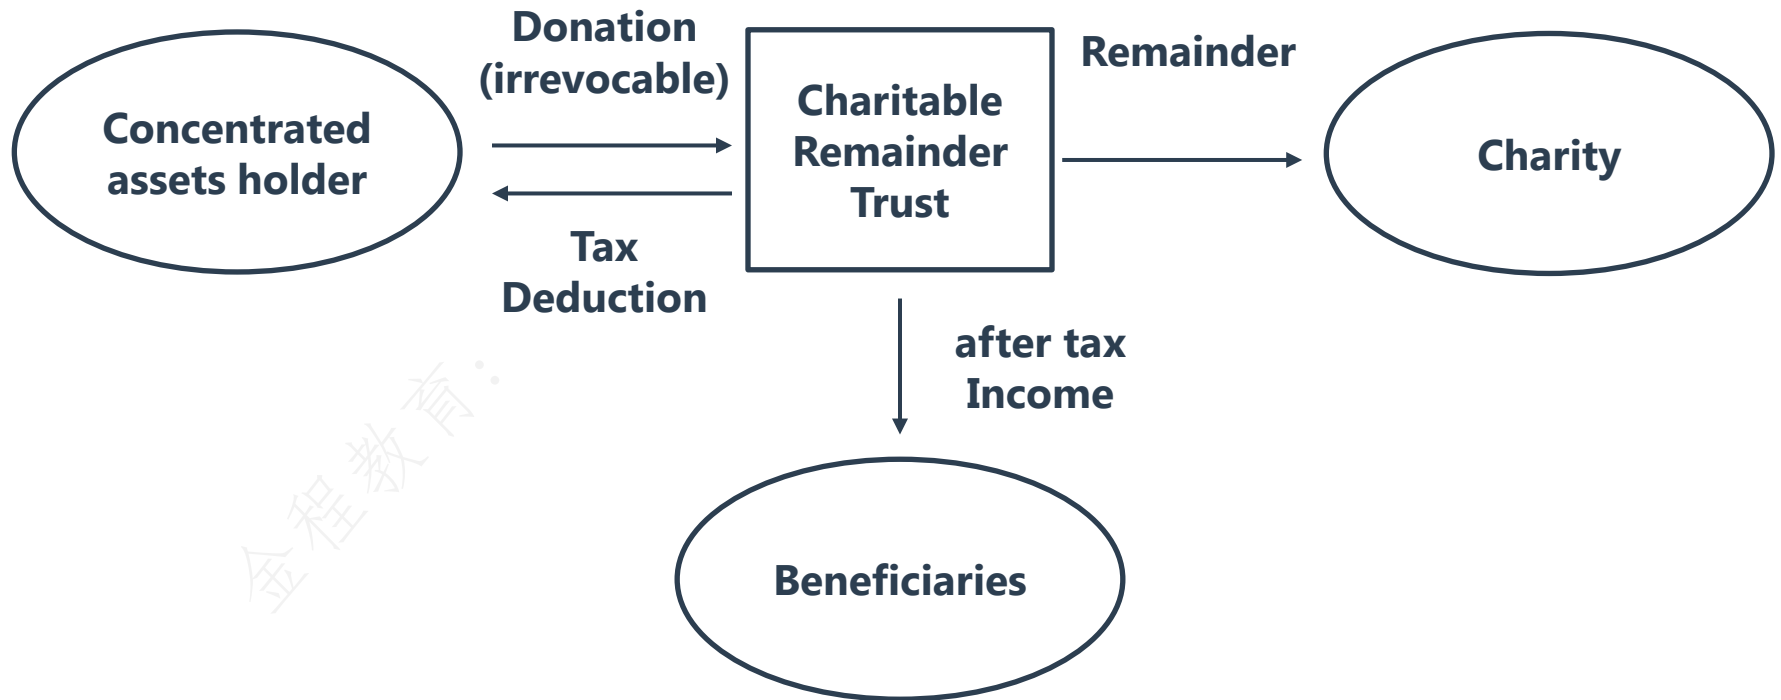 Donation
(irrevocable)
Concentrated
assets holder
Tax
Deduction
Charitable
Remainder
Trust
Remainder
Charity
after tax
Income
Beneficiaries
金程教育：